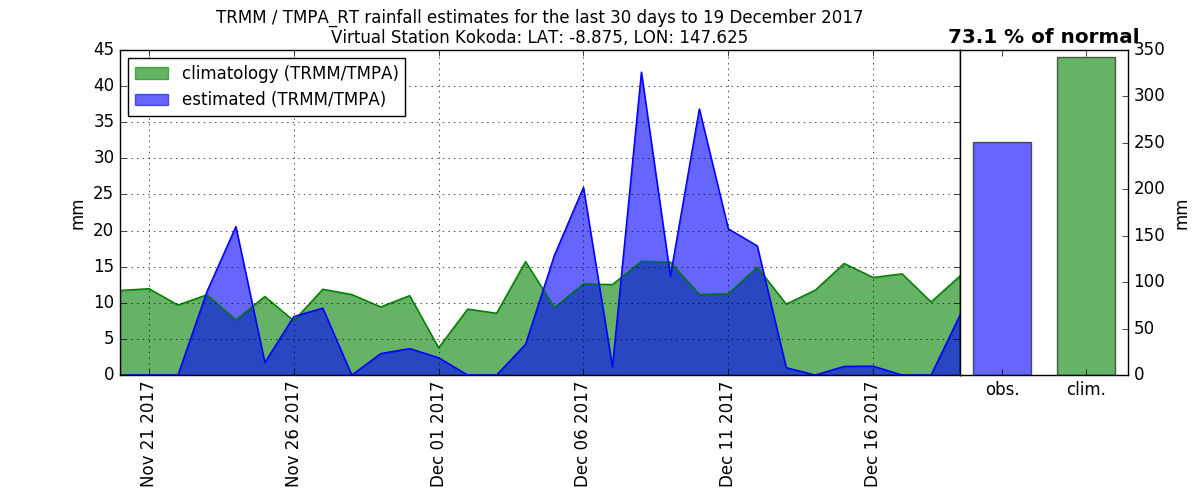 TRMM / TMPA_RT rainfall estimates for the last 30 days to 19 December 2017
Virtual Station Kokoda: LAT: -8.875, LON: 147.625
73.1 % of normal
climatology (TRMM/TMPA)
estimated (TRMM/TMPA)
mm
45
40
35
30
25
20
15
10
5
0
Nov 21 2017
Nov 26 2017
Dec 01 2017
Dec 06 2017
Dec 11 2017
Dec 16 2017
350
300
250
200
150
100
50
0
mm
obs.
clim.